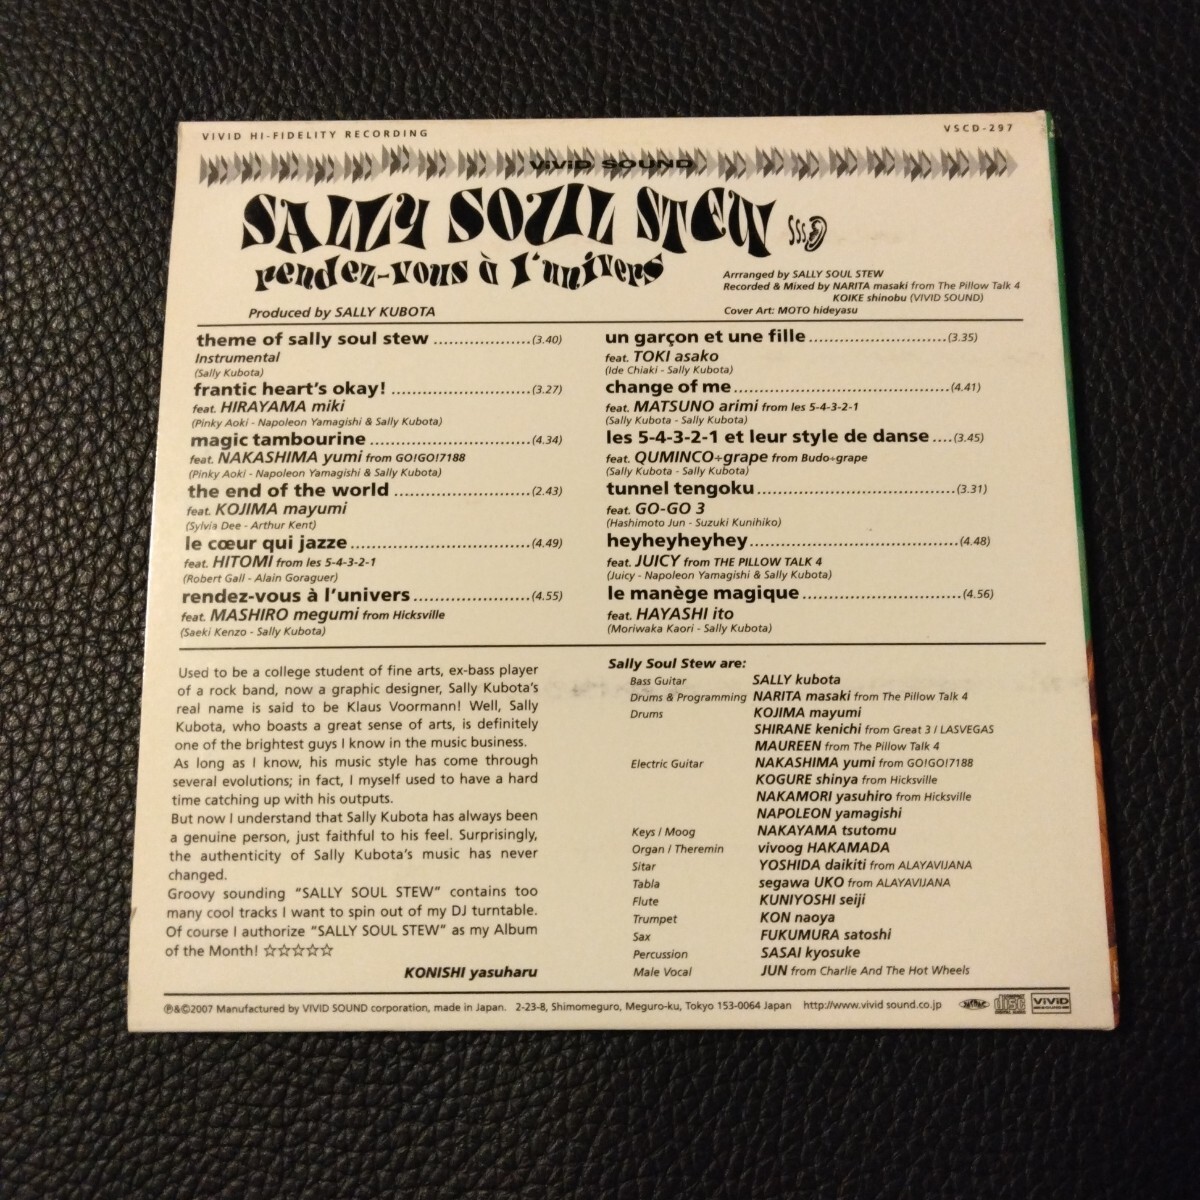 VIVID HI-FIDELITY RECORDING
VSCD-297
ViViD SOUND
SALLY SOUL STEW
rendez-vous à l'univers
Produced by SALLY KUBOTA
Arrranged by SALLY SOUL STEW
Recorded & Mixed by NARITA masaki from The Pillow Talk 4
KOIKE shinobu (VIVID SOUND)
Cover Art: MOTO hideyasu
theme of sally soul stew ..................(3.40)
Instrumental
(Sally Kubota)
frantic heart's okay! ..........................(3.27)
feat. HIRAYAMA miki
(Pinky Aoki - Napoleon Yamagishi & Sally Kubota)
magic tambourine ..............................(4.34)
feat. NAKASHIMA yumi from GO!GO!7188
(Pinky Aoki - Napoleon Yamagishi & Sally Kubota)
the end of the world .........................(2.43)
feat. KOJIMA mayumi
(Sylvia Dee - Arthur Kent)
le cœur qui jazze .................................(4.49)
feat. HITOMI from les 5-4-3-2-1
(Robert Gall - Alain Goraguer)
rendez-vous à l'univers .....................(4.55)
feat. MASHIRO megumi from Hicksville
(Saeki Kenzo - Sally Kubota)
un garçon et une fille .........................(3.35)
feat. TOKI asako
(Ide Chiaki - Sally Kubota)
change of me.......................................(4.41)
feat. MATSUNO arimi from les 5-4-3-2-1
(Sally Kubota - Sally Kubota)
les 5-4-3-2-1 et leur style de danse ....(3.45)
feat. QUMINCO÷grape from Budo÷grape
(Sally Kubota - Sally Kubota)
tunnel tengoku.....................................(3.31)
feat. GO-GO 3
(Hashimoto Jun - Suzuki Kunihiko)
heyheyheyhey......................................(4.48)
feat. JUICY from THE PILLOW TALK 4
(Juicy - Napoleon Yamagishi & Sally Kubota)
le manège magique .............................(4.56)
feat. HAYASHI ito
(Moriwaka Kaori - Sally Kubota)
Used to be a college student of fine arts, ex-bass player
of a rock band, now a graphic designer, Sally Kubota's
real name is said to be Klaus Voormann! Well, Sally
Kubota, who boasts a great sense of arts, is definitely
one of the brightest guys I know in the music business.
As long as I know, his music style has come through
several evolutions; in fact, I myself used to have a hard
time catching up with his outputs.
But now I understand that Sally Kubota has always been
a genuine person, just faithful to his feel. Surprisingly,
the authenticity of Sally Kubota's music has never
changed.
Groovy sounding "SALLY SOUL STEW" contains too
many cool tracks I want to spin out of my DJ turntable.
Of course I authorize "SALLY SOUL STEW" as my Album
of the Month! ☆☆☆☆☆
KONISHI yasuharu
Sally Soul Stew are:
Bass Guitar SALLY kubota
Drums & Programming NARITA masaki from The Pillow Talk 4
Drums KOJIMA mayumi
SHIRANE kenichi from Great 3 / LASVEGAS
MAUREEN from The Pillow Talk 4
Electric Guitar NAKASHIMA yumi from GO!GO!7188
KOGURE shinya from Hicksville
NAKAMORI yasuhiro from Hicksville
NAPOLEON yamagishi
Keys / Moog NAKAYAMA tsutomu
Organ / Theremin vivoog HAKAMADA
Sitar YOSHIDA daikiti from ALAYAVIJANA
Tabla segawa UKO from ALAYAVIJANA
Flute KUNIYOSHI seiji
Trumpet KON naoya
Sax FUKUMURA satoshi
Percussion SASAI kyosuke
Male Vocal JUN from Charlie And The Hot Wheels
℗&©2007 Manufactured by VIVID SOUND corporation, made in Japan. 2-23-8, Shimomeguro, Meguro-ku, Tokyo 153-0064 Japan http://www.vivid sound.co.jp
disc
DIGITAL AUDIO
ViViD